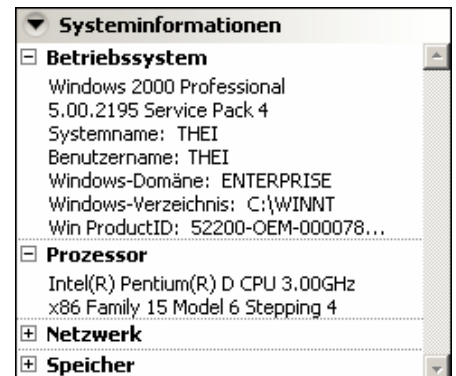 Systeminformationen
Betriebssystem
Windows 2000 Professional
5.00.2195 Service Pack 4
Systemname: THEI
Benutzername: THEI
Windows-Domäne: ENTERPRISE
Windows-Verzeichnis: C:\WINNT
Win ProductID: 52200-OEM-000078...
Prozessor
Intel(R) Pentium(R) D CPU 3.00GHz
x86 Family 15 Model 6 Stepping 4
Netzwerk
Speicher